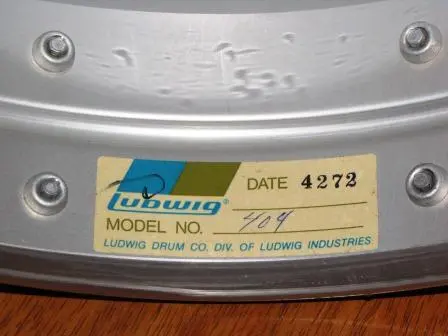 Ludwig® DATE 4272
MODEL NO. 404
LUDWIG DRUM CO. DIV. OF LUDWIG INDUSTRIES